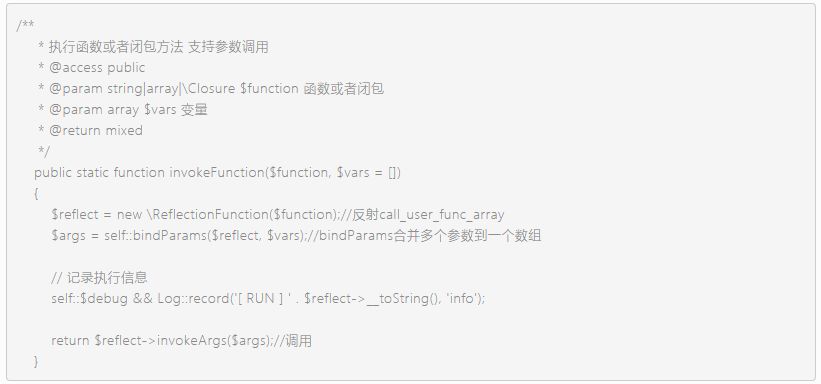 /**
* 执行函数或者闭包方法 支持参数调用
* @access public
* @param string|array|\Closure $function 函数或者闭包
* @param array $vars 变量
* @return mixed
*/
public static function invokeFunction($function, $vars = [])
{
$reflect = new \ReflectionFunction($function);//反射call_user_func_array
$args = self::bindParams($reflect, $vars);//bindParams合并多个参数到一个数组
// 记录执行信息
self::$debug && Log::record('[ RUN ] ' . $reflect->__toString(), 'info');
return $reflect->invokeArgs($args);//调用
}